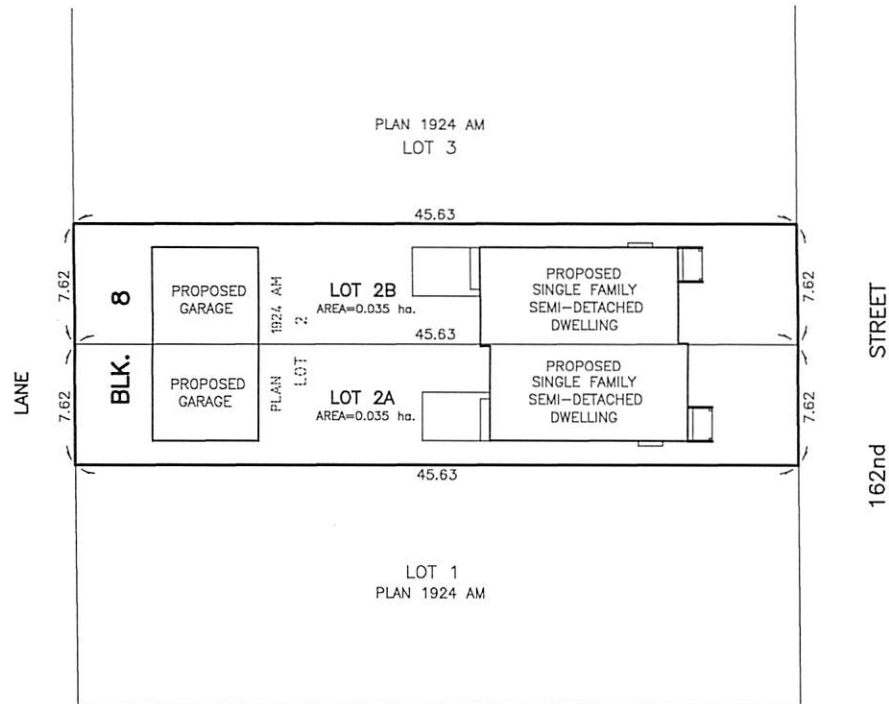 PLAN 1924 AM
LOT 3
45.63
7.62
BLK. 8
PROPOSED
GARAGE
PLAN 1924 AM
LOT 2
LOT 2B
AREA=0.035 ha.
PROPOSED
SINGLE FAMILY
SEMI-DETACHED
DWELLING
7.62
45.63
LANE
7.62
PROPOSED
GARAGE
LOT 2A
AREA=0.035 ha.
PROPOSED
SINGLE FAMILY
SEMI-DETACHED
DWELLING
7.62
162nd STREET
45.63
LOT 1
PLAN 1924 AM